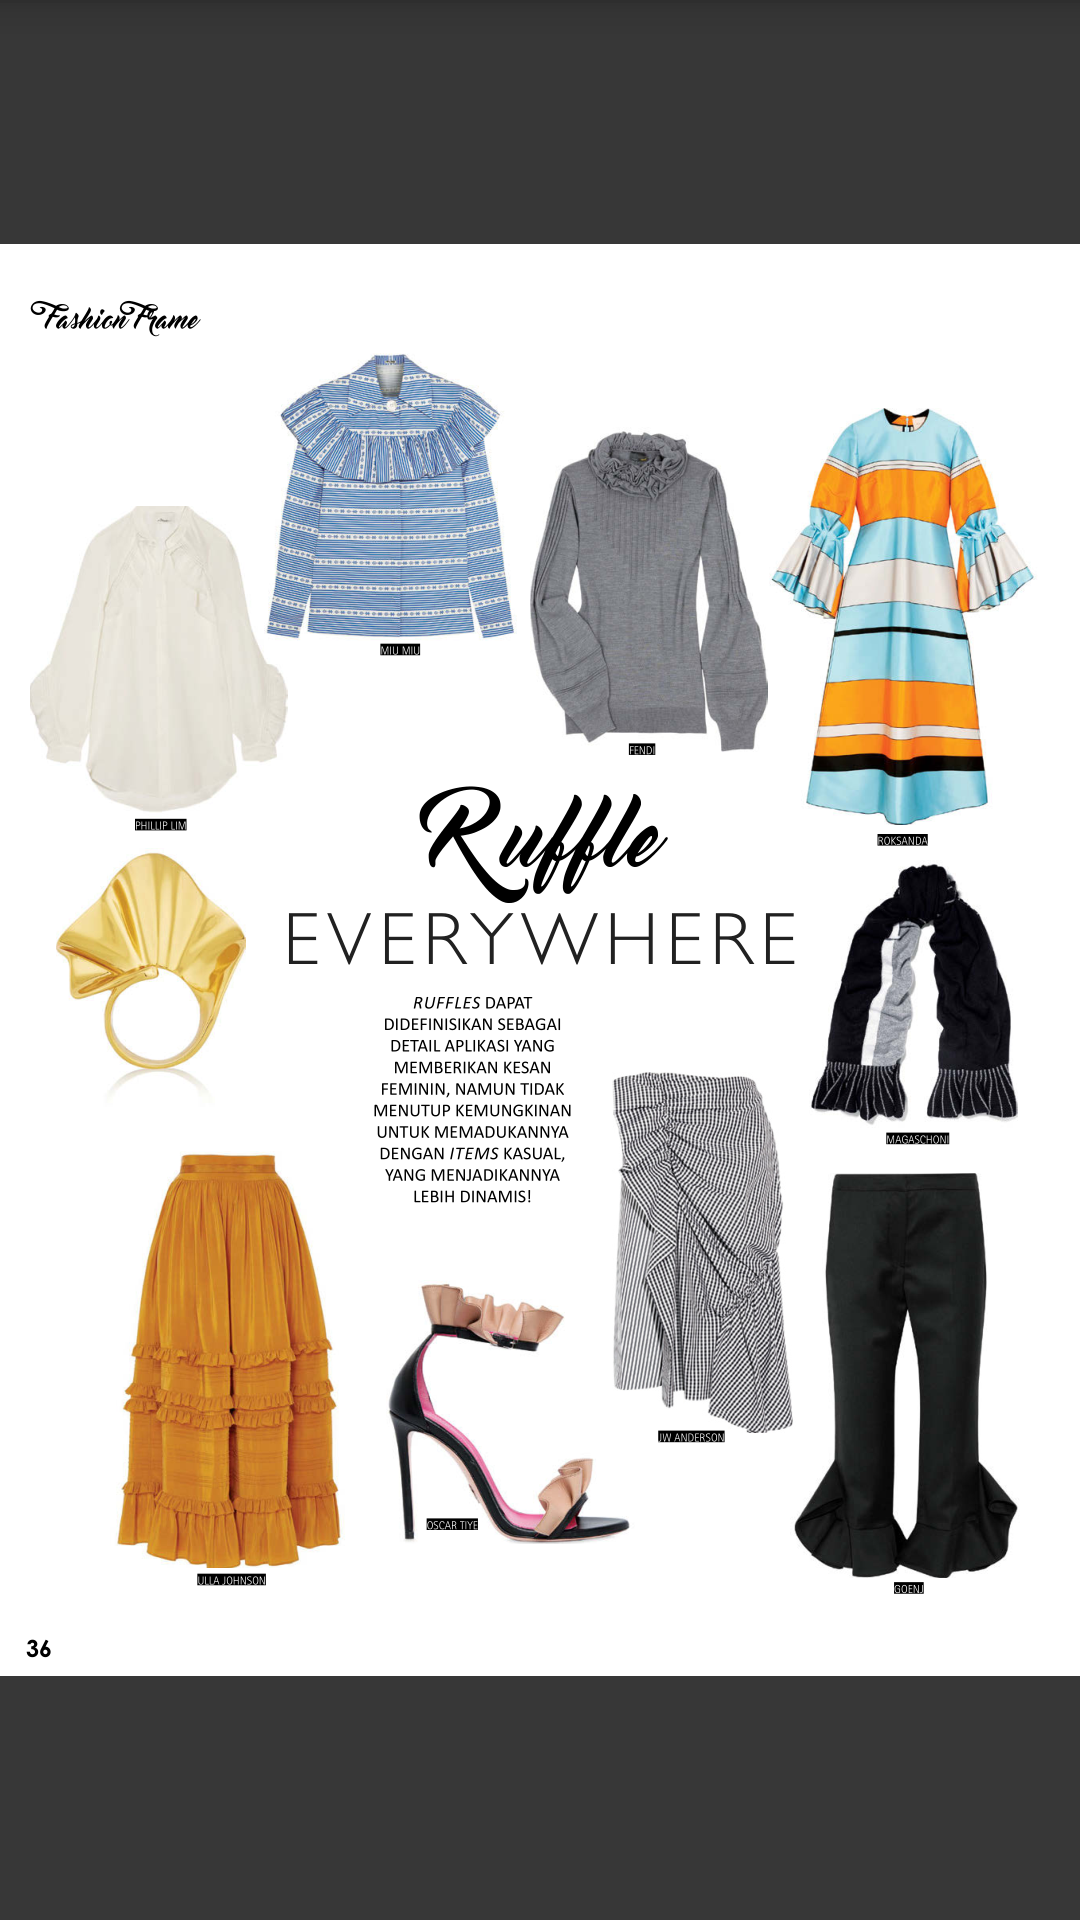 Fashion Frame
MIU MIU
FENDI
PHILLIP LIM
ROKSANDA
Ruffle
EVERYWHERE
RUFFLES DAPAT
DIDEFINISIKAN SEBAGAI
DETAIL APLIKASI YANG
MEMBERIKAN KESAN
FEMININ, NAMUN TIDAK
MENUTUP KEMUNGKINAN
UNTUK MEMADUKANNYA
DENGAN ITEMS KASUAL,
YANG MENJADIKANNYA
LEBIH DINAMIS!
MAGASCHONI
JW ANDERSON
OSCAR TIYE
ULLA JOHNSON
GOENJ
36